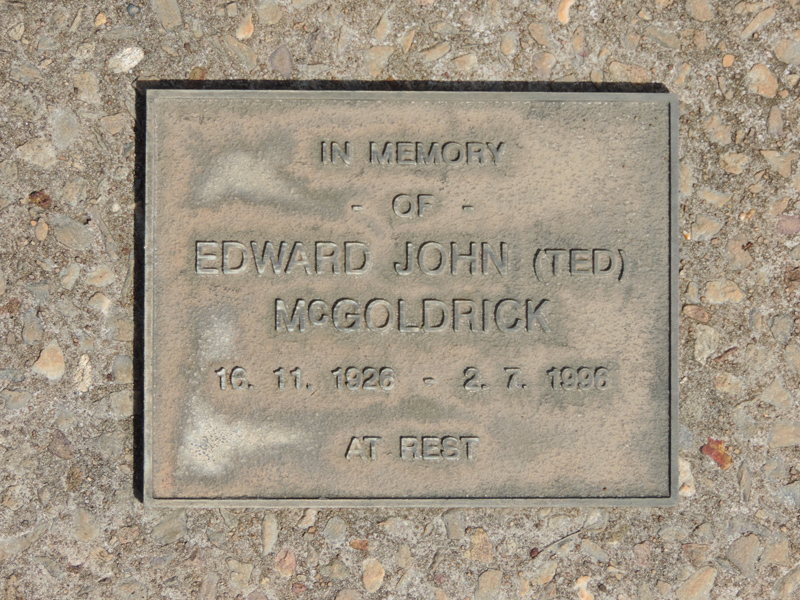 IN MEMORY
- OF -
EDWARD JOHN (TED)
McGOLDRICK
16. 11. 1926 - 2. 7. 1996
AT REST